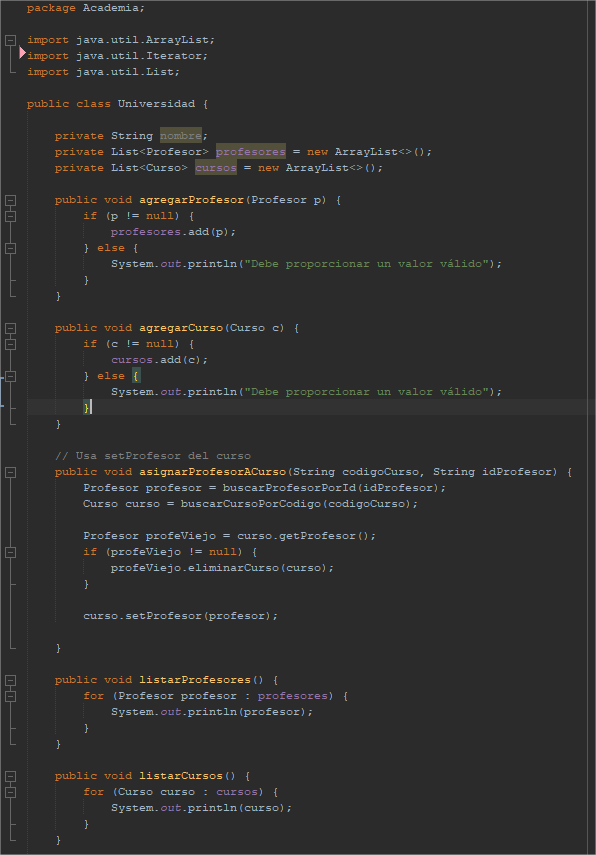 package Academia;
import java.util.ArrayList;
import java.util.Iterator;
import java.util.List;
public class Universidad {
private String nombre;
private List<Profesor> profesores = new ArrayList<>();
private List<Curso> cursos = new ArrayList<>();
public void agregarProfesor(Profesor p) {
if (p != null) {
profesores.add(p);
} else {
System.out.println("Debe proporcionar un valor válido");
}
}
public void agregarCurso(Curso c) {
if (c != null) {
cursos.add(c);
} else {
System.out.println("Debe proporcionar un valor válido");
}
}
// Usa setProfesor del curso
public void asignarProfesorACurso(String codigoCurso, String idProfesor) {
Profesor profesor = buscarProfesorPorId(idProfesor);
Curso curso = buscarCursoPorCodigo(codigoCurso);
Profesor profeViejo = curso.getProfesor();
if (profeViejo != null) {
profeViejo.eliminarCurso(curso);
}
curso.setProfesor(profesor);
}
public void listarProfesores() {
for (Profesor profesor : profesores) {
System.out.println(profesor);
}
}
public void listarCursos() {
for (Curso curso : cursos) {
System.out.println(curso);
}
}